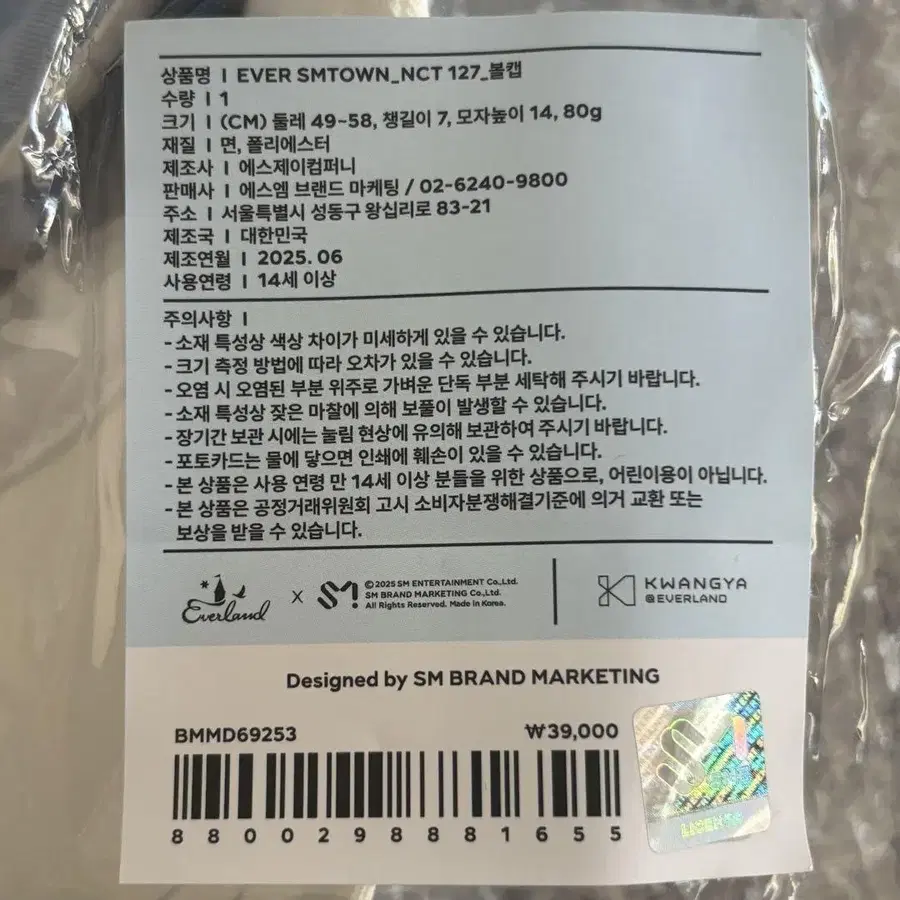 상품명 | EVER SMTOWN_NCT 127_볼캡
수량 | 1
크기 | (CM) 둘레 49~58, 챙길이 7, 모자높이 14, 80g
재질 | 면, 폴리에스터
제조사 | 에스제이컴퍼니
판매사 | 에스엠 브랜드 마케팅 / 02-6240-9800
주소 | 서울특별시 성동구 왕십리로 83-21
제조국 | 대한민국
제조연월 | 2025. 06
사용연령 | 14세 이상
주의사항 |
- 소재 특성상 색상 차이가 미세하게 있을 수 있습니다.
- 크기 측정 방법에 따라 오차가 있을 수 있습니다.
- 오염 시 오염된 부분 위주로 가벼운 단독 부분 세탁해 주시기 바랍니다.
- 소재 특성상 잦은 마찰에 의해 보풀이 발생할 수 있습니다.
- 장기간 보관 시에는 눌림 현상에 유의해 보관하여 주시기 바랍니다.
- 포토카드는 물에 닿으면 인쇄에 훼손이 있을 수 있습니다.
- 본 상품은 사용 연령 만 14세 이상 분들을 위한 상품으로, 어린이용이 아닙니다.
- 본 상품은 공정거래위원회 고시 소비자분쟁해결기준에 의거 교환 또는
보상을 받을 수 있습니다.
Everland x SM
©2025 SM ENTERTAINMENT Co.,Ltd.
SM BRAND MARKETING Co.,Ltd.
All Rights Reserved. Made in Korea.
KWANGYA
@EVERLAND
Designed by SM BRAND MARKETING
BMMD69253 ₩39,000
8800298881655